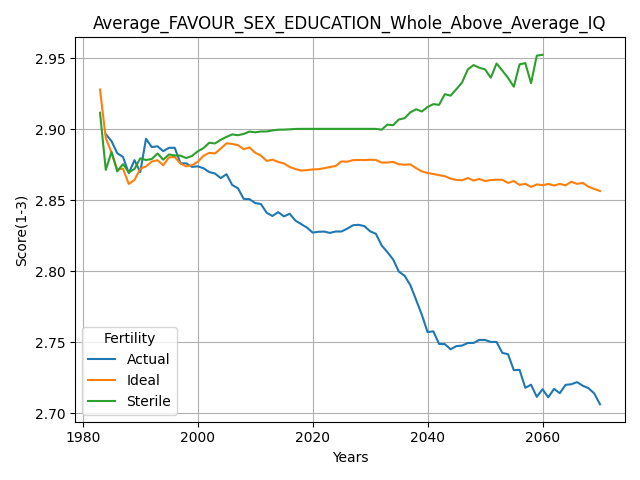 Average_FAVOUR_SEX_EDUCATION_Whole_Above_Average_IQ
2.95
2.90
2.85
2.80
2.75
2.70
Score(1-3)
Fertility
Actual
Ideal
Sterile
1980
2000
2020
2040
2060
Years